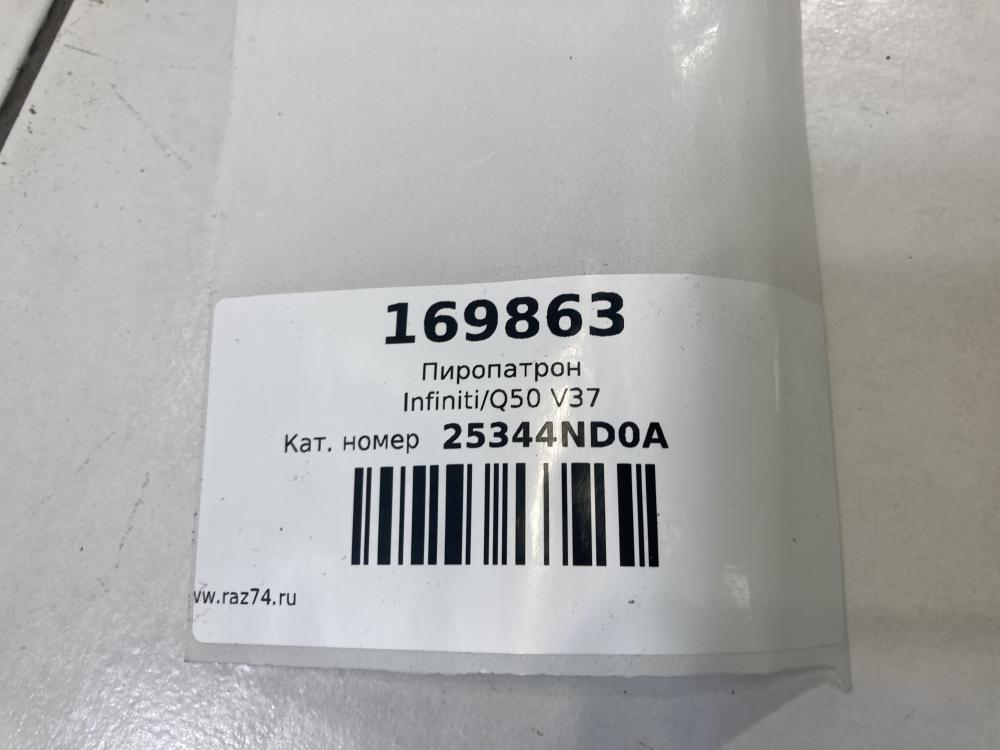 169863
Пиропатрон
Infiniti/Q50 V37
Кат. номер 25344ND0A
vw.raz74.ru